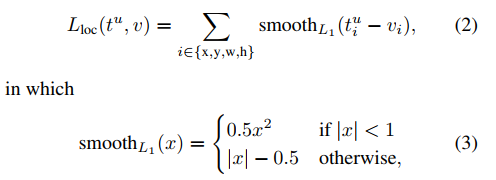 L_loc(t^u, v) = ∑_{i∈{x,y,w,h}} smooth_{L_1}(t_i^u − v_i), (2)
in which
smooth_{L_1}(x) = { 0.5x^2 if |x| < 1
|x| − 0.5 otherwise, (3)